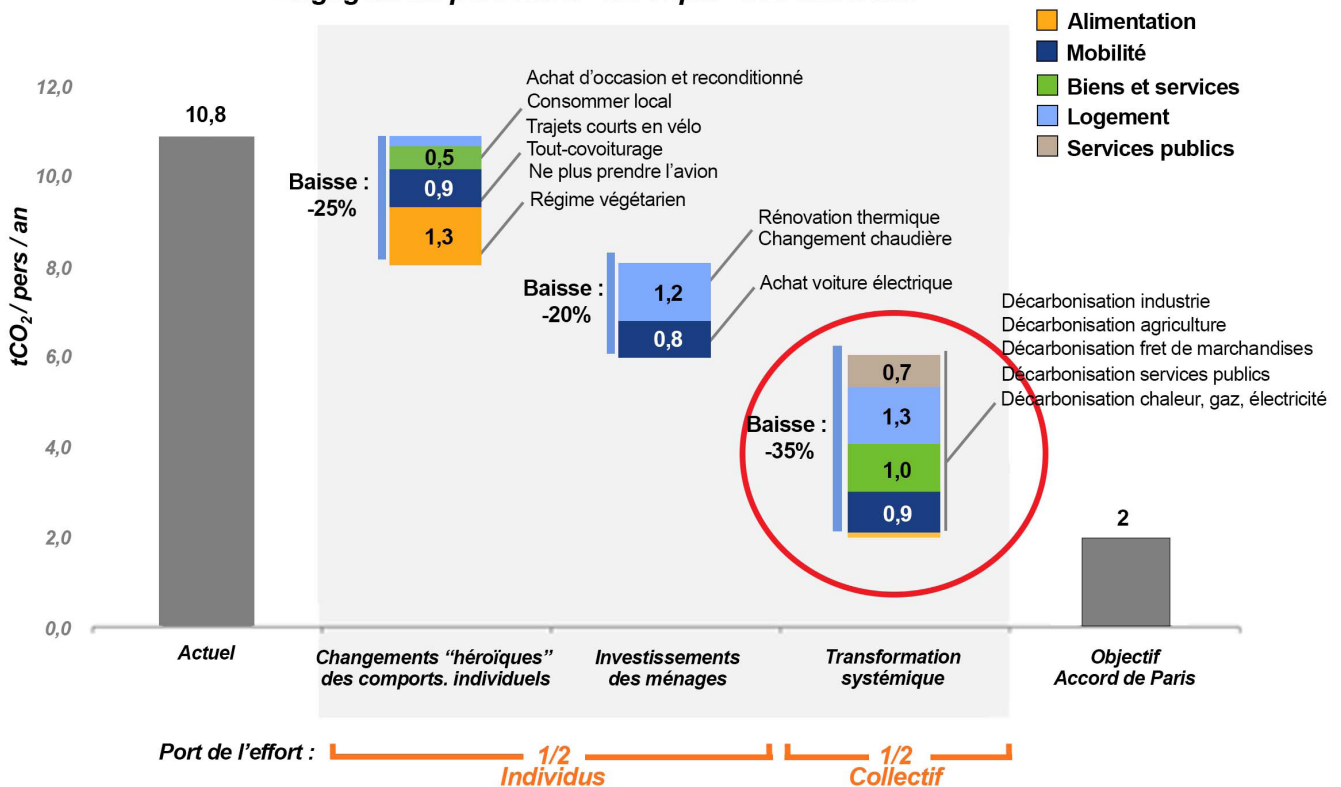 Alimentation
Mobilité
Biens et services
Logement
Services publics
tCO2 / pers / an
12,0
10,0
8,0
6,0
4,0
2,0
0,0
10,8
Baisse :
-25%
0,5
0,9
1,3
Achat d’occasion et reconditionné
Consommer local
Trajets courts en vélo
Tout-covoiturage
Ne plus prendre l’avion
Régime végétarien
Baisse :
-20%
1,2
0,8
Rénovation thermique
Changement chaudière
Achat voiture électrique
Baisse :
-35%
0,7
1,3
1,0
0,9
Décarbonisation industrie
Décarbonisation agriculture
Décarbonisation fret de marchandises
Décarbonisation services publics
Décarbonisation chaleur, gaz, électricité
2
Actuel
Changements “héroïques”
des comports. individuels
Investissements
des ménages
Transformation
systémique
Objectif
Accord de Paris
Port de l’effort :
1/2
Individus
1/2
Collectif